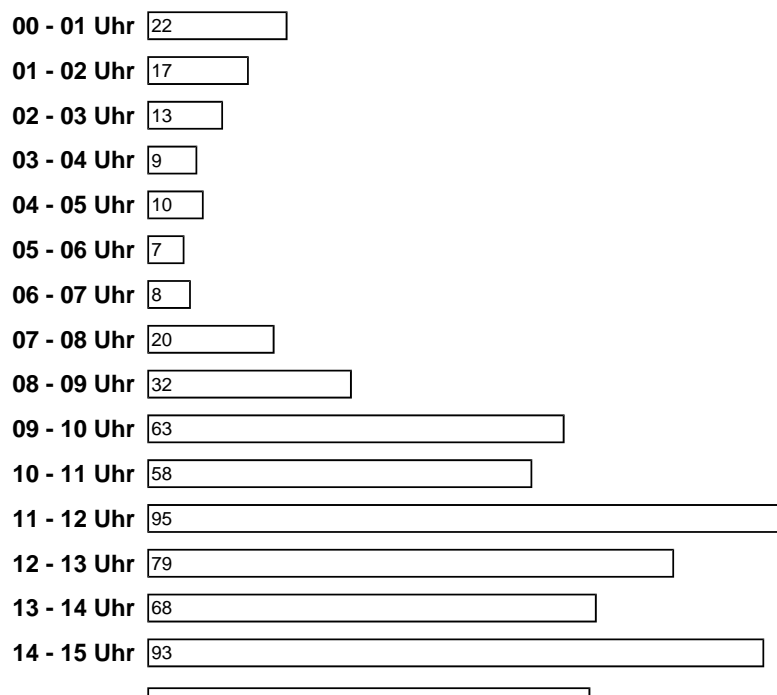 00 - 01 Uhr 22
01 - 02 Uhr 17
02 - 03 Uhr 13
03 - 04 Uhr 9
04 - 05 Uhr 10
05 - 06 Uhr 7
06 - 07 Uhr 8
07 - 08 Uhr 20
08 - 09 Uhr 32
09 - 10 Uhr 63
10 - 11 Uhr 58
11 - 12 Uhr 95
12 - 13 Uhr 79
13 - 14 Uhr 68
14 - 15 Uhr 93